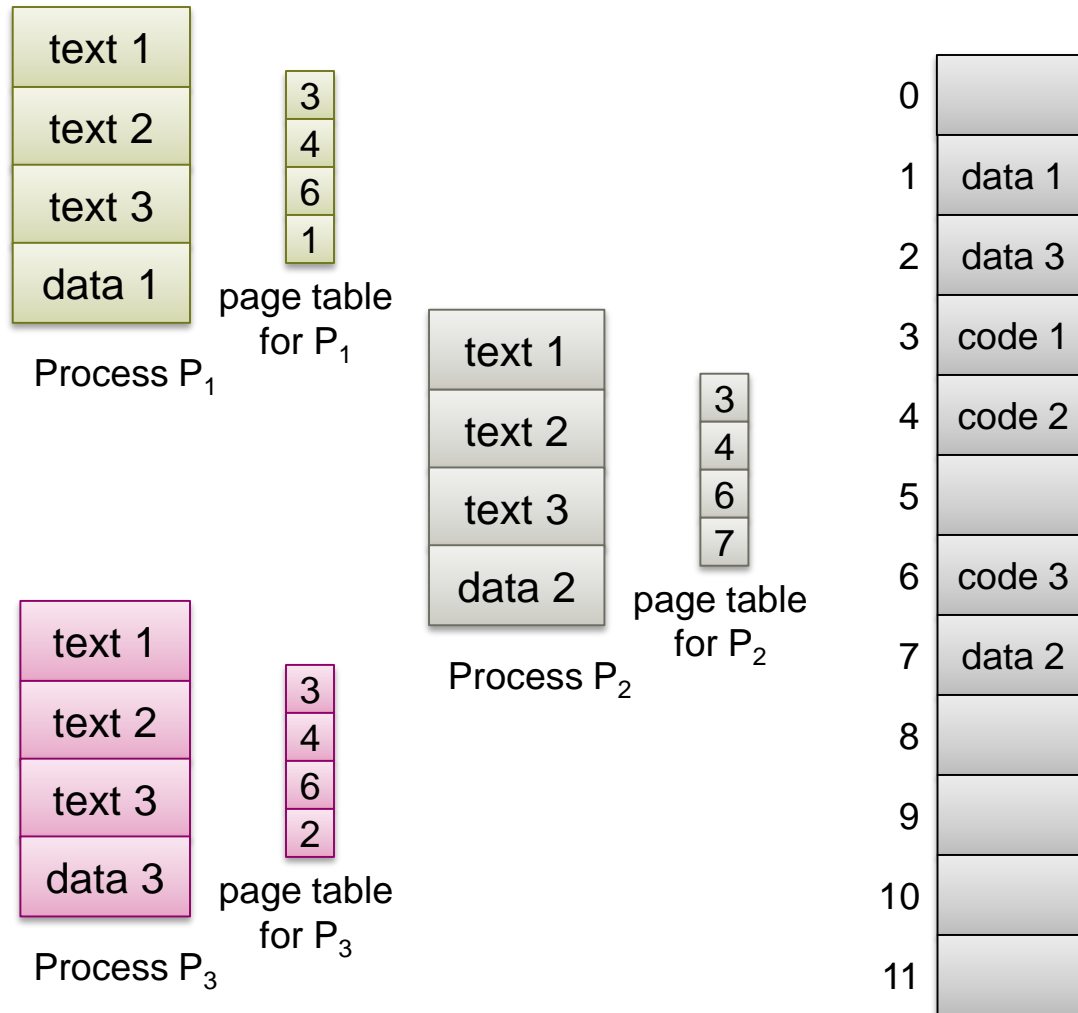 text 1
text 2
text 3
data 1
Process P1
3
4
6
1
page table
for P1
text 1
text 2
text 3
data 2
Process P2
3
4
6
7
page table
for P2
text 1
text 2
text 3
data 3
Process P3
3
4
6
2
page table
for P3
0
1 data 1
2 data 3
3 code 1
4 code 2
5
6 code 3
7 data 2
8
9
10
11